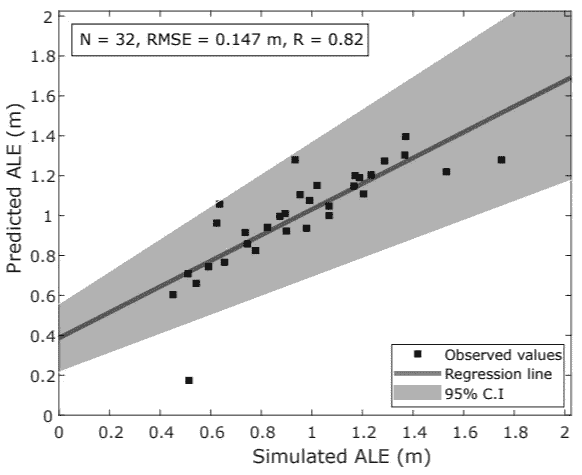 N = 32, RMSE = 0.147 m, R = 0.82
2
1.8
1.6
1.4
1.2
1
0.8
0.6
0.4
0.2
0
Predicted ALE (m)
Observed values
Regression line
95% C.I
0 0.2 0.4 0.6 0.8 1 1.2 1.4 1.6 1.8 2
Simulated ALE (m)